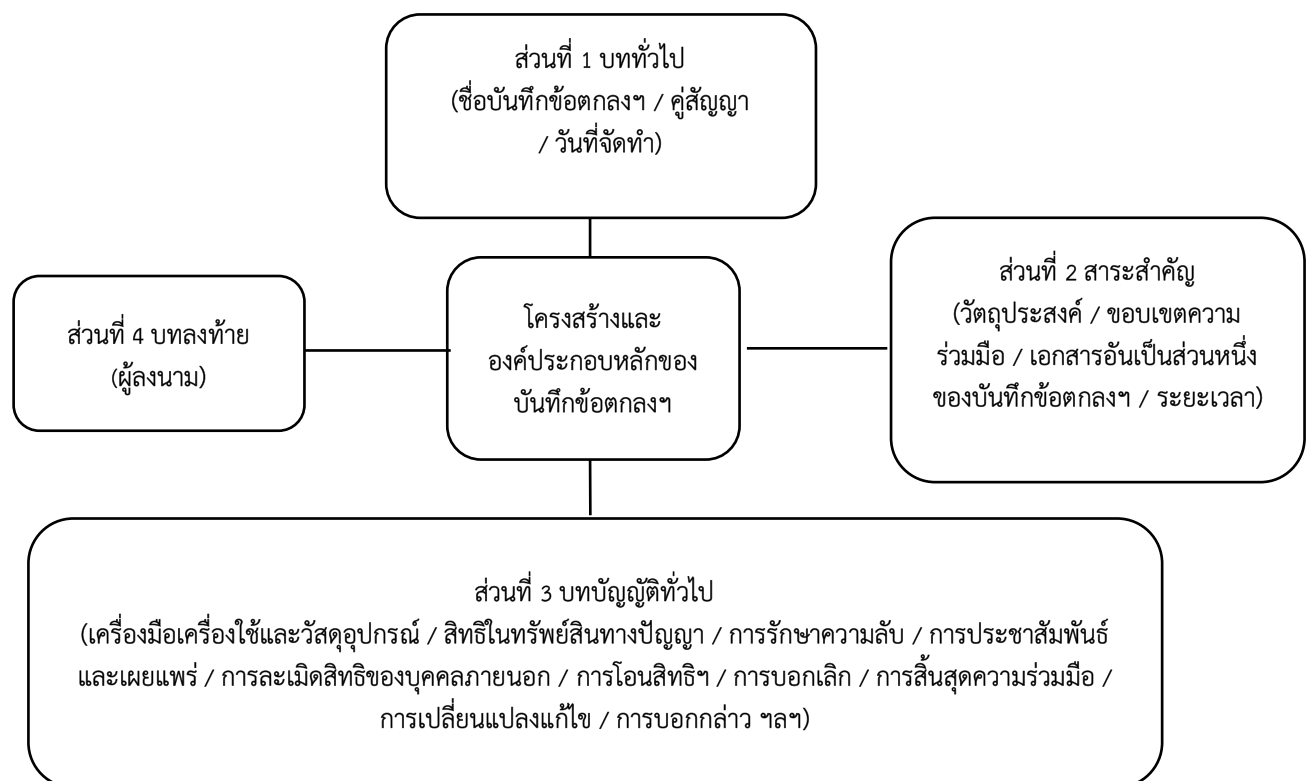 ส่วนที่ 1 บททั่วไป
(ชื่อบันทึกข้อตกลงฯ / คู่สัญญา
/ วันที่จัดทำ)
ส่วนที่ 2 สาระสำคัญ
(วัตถุประสงค์ / ขอบเขตความ
ร่วมมือ / เอกสารอันเป็นส่วนหนึ่ง
ของบันทึกข้อตกลงฯ / ระยะเวลา)
โครงสร้างและ
องค์ประกอบหลักของ
บันทึกข้อตกลงฯ
ส่วนที่ 4 บทลงท้าย
(ผู้ลงนาม)
ส่วนที่ 3 บทบัญญัติทั่วไป
(เครื่องมือเครื่องใช้และวัสดุอุปกรณ์ / สิทธิในทรัพย์สินทางปัญญา / การรักษาความลับ / การประชาสัมพันธ์
และเผยแพร่ / การละเมิดสิทธิของบุคคลภายนอก / การโอนสิทธิฯ / การบอกเลิก / การสิ้นสุดความร่วมมือ /
การเปลี่ยนแปลงแก้ไข / การบอกกล่าว ฯลฯ)